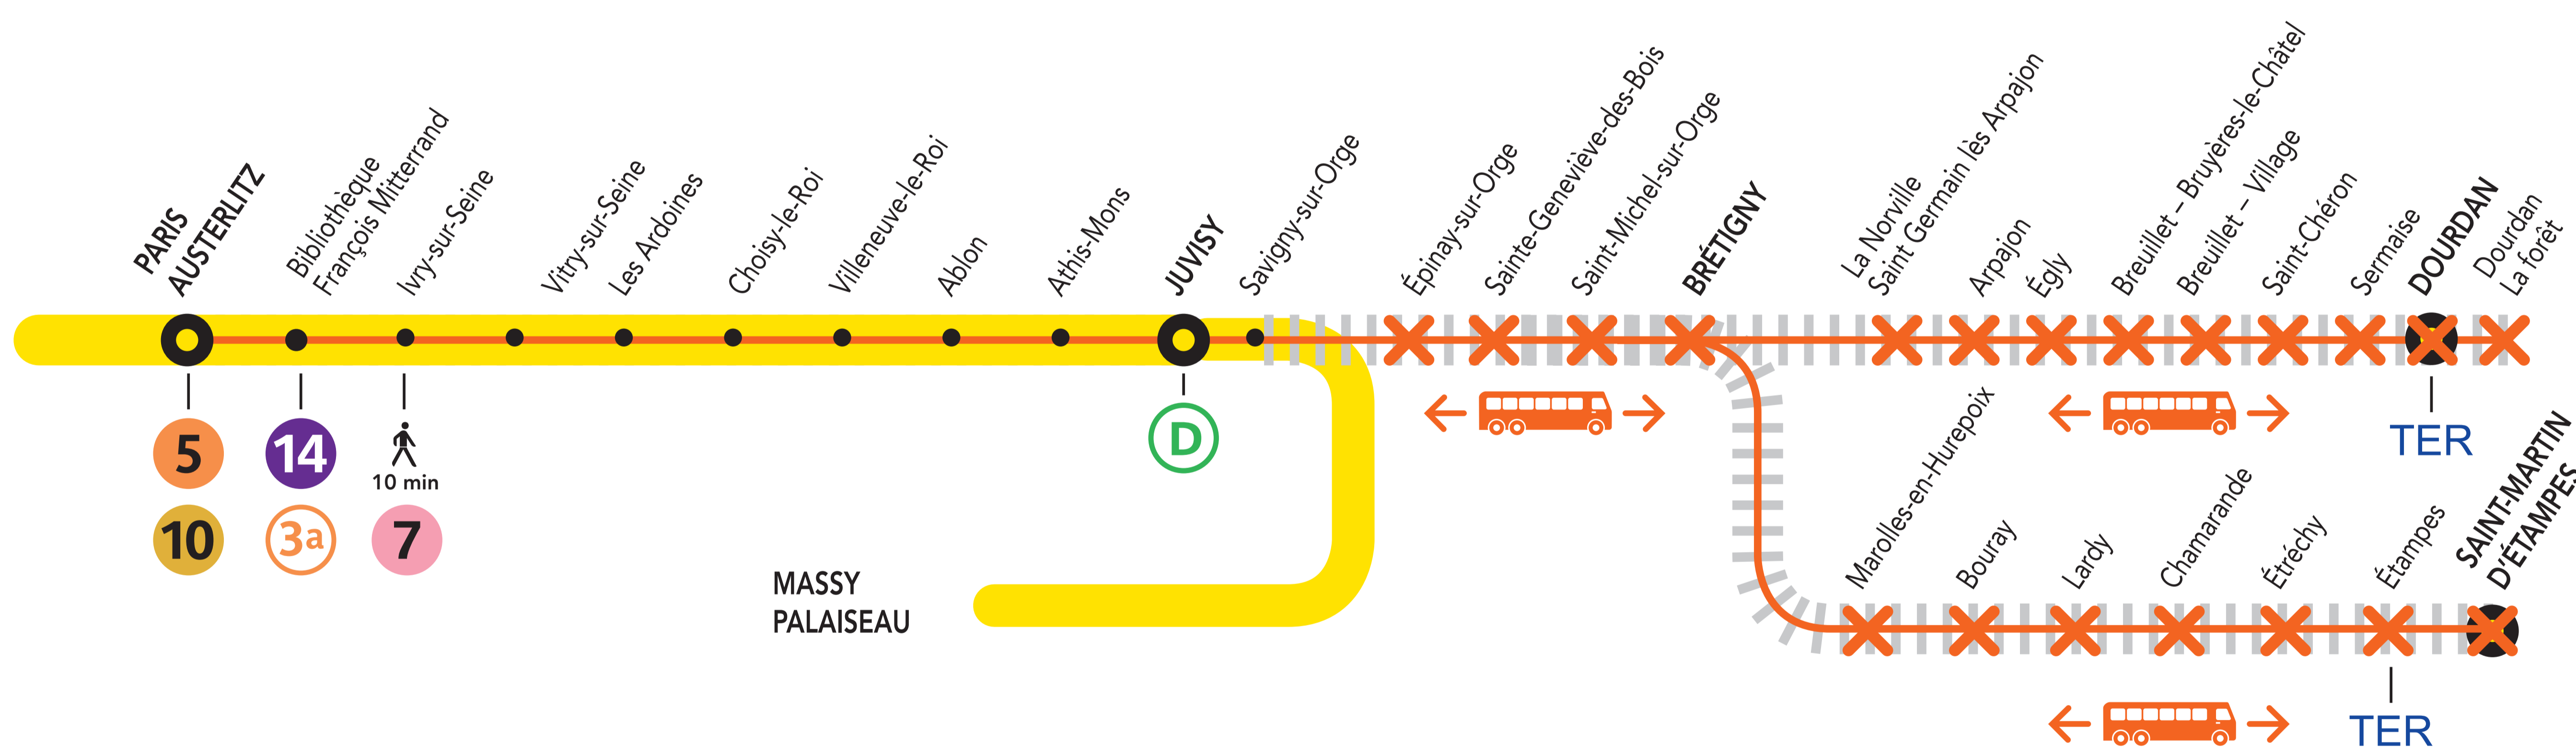 PARIS
AUSTERLITZ
Bibliothèque
François Mitterrand
Ivry-sur-Seine
Vitry-sur-Seine
Les Ardoines
Choisy-le-Roi
Villeneuve-le-Roi
Ablon
Athis-Mons
JUVISY
Savigny-sur-Orge
Épinay-sur-Orge
Sainte-Geneviève-des-Bois
Saint-Michel-sur-Orge
BRÉTIGNY
La Norville
Saint Germain lès Arpajon
Arpajon
Égly
Breuillet – Bruyères-le-Châtel
Breuillet – Village
Saint-Chéron
Sermaise
DOURDAN
Dourdan
La forêt
5
10
14
3a
10 min
7
D
TER
MASSY
PALAISEAU
Marolles-en-Hurepoix
Bouray
Lardy
Chamarande
Étréchy
Étampes
SAINT-MARTIN
D'ÉTAMPES
TER